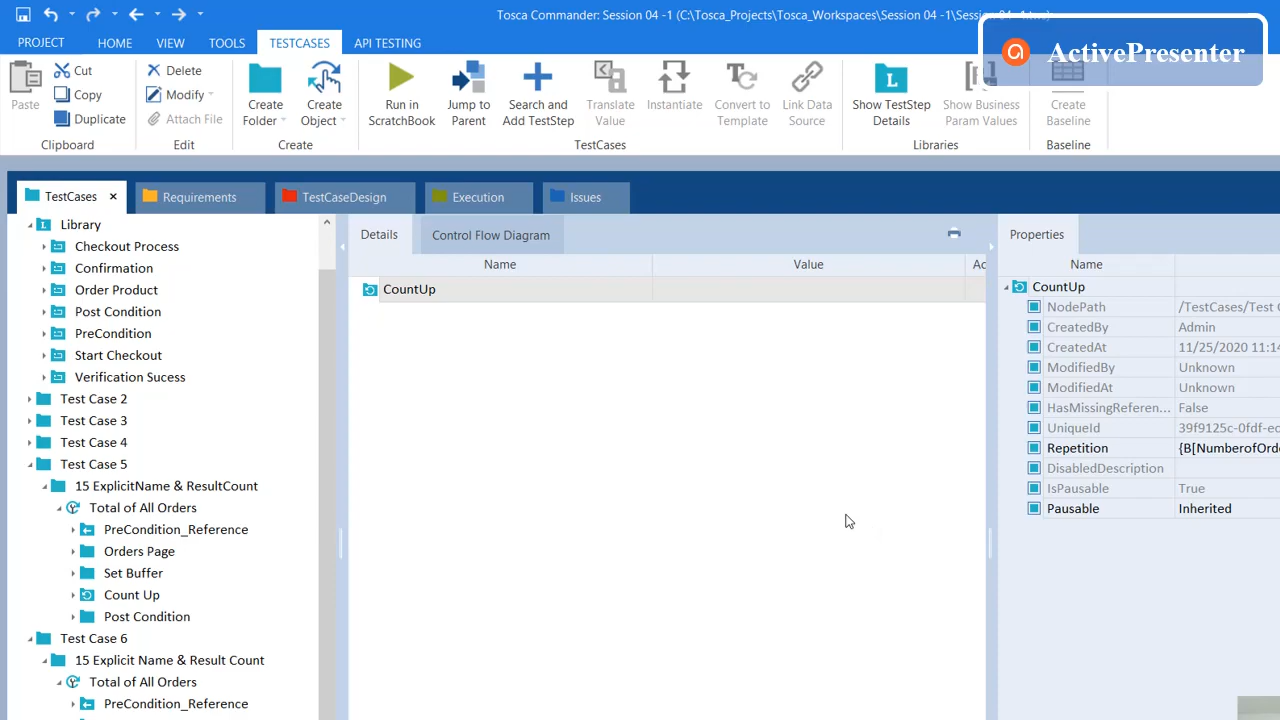 Tosca Commander: Session 04 -1 (C:\Tosca_Projects\Tosca_Workspaces\Session 04 -1\Session
ActivePresenter
PROJECT HOME VIEW TOOLS TESTCASES API TESTING
Paste Cut Copy Duplicate Clipboard
Delete Modify Attach File Edit
Create Folder Create Object Create
Run in ScratchBook Jump to Parent Search and Add TestStep Translate Value Instantiate Convert to Template Link Data Source TestCases
Show TestStep Details Show Business Param Values Libraries
Create Baseline Baseline
TestCases × Requirements TestCaseDesign Execution Issues
Library
Checkout Process
Confirmation
Order Product
Post Condition
PreCondition
Start Checkout
Verification Sucess
Test Case 2
Test Case 3
Test Case 4
Test Case 5
15 ExplicitName & ResultCount
Total of All Orders
PreCondition_Reference
Orders Page
Set Buffer
Count Up
Post Condition
Test Case 6
15 Explicit Name & Result Count
Total of All Orders
PreCondition_Reference
Details Control Flow Diagram
Name Value Ac
CountUp
Properties
Name
CountUp
NodePath /TestCases/Test C
CreatedBy Admin
CreatedAt 11/25/2020 11:14
ModifiedBy Unknown
ModifiedAt Unknown
HasMissingReferen... False
UniqueId 39f9125c-0fdf-ec
Repetition {B[NumberofOrde
DisabledDescription
IsPausable True
Pausable Inherited